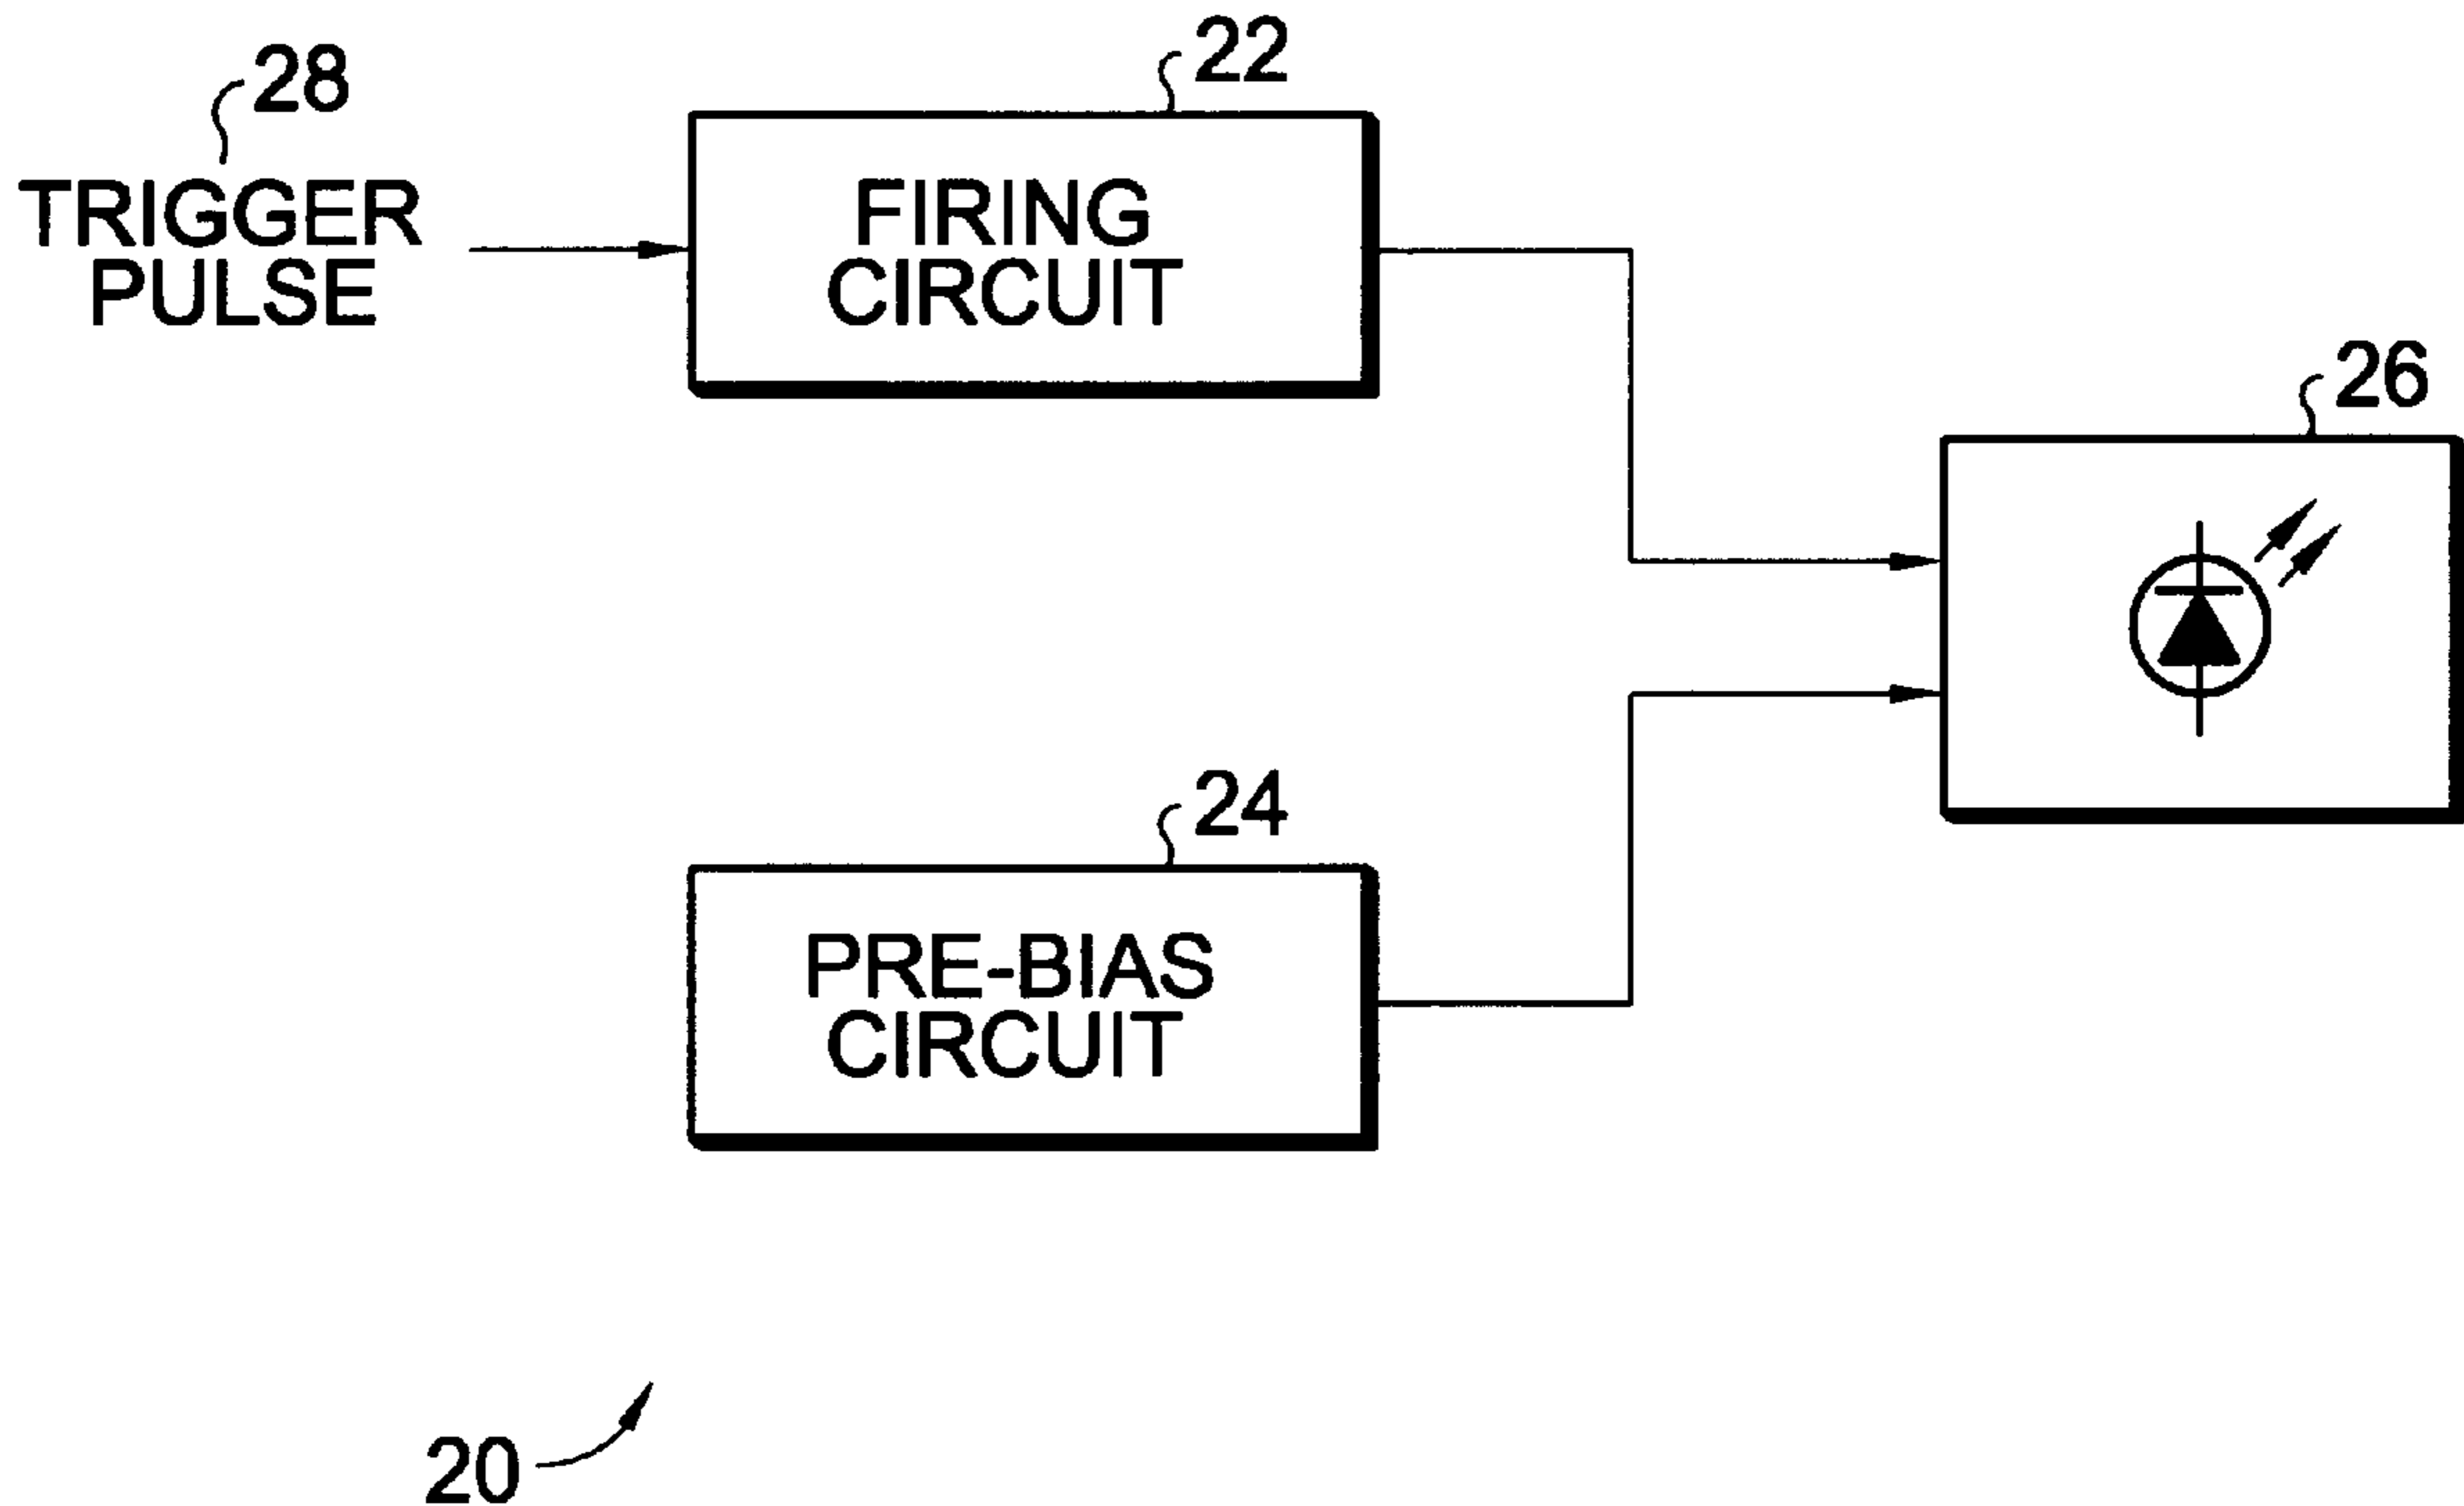 28
TRIGGER
PULSE
22
FIRING
CIRCUIT
26
24
PRE-BIAS
CIRCUIT
20